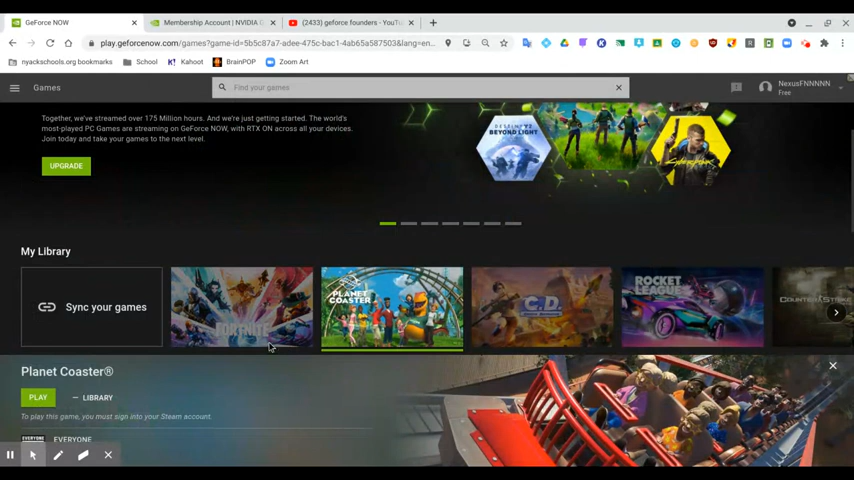 GeForce NOW
Membership Account | NVIDIA G
(2433) geforce founders - YouTu
play.geforcenow.com/games?game-id=5b5c87a7-adee-475c-bac1-4ab65a587503&lang=en...
nyackschools.org bookmarks
School
Kahoot
BrainPOP
Zoom Art
Games
Find your games
NexusFNNNNN
Free
Together, we've streamed over 175 Million hours. And we're just getting started. The world's
most-played PC Games are streaming on GeForce NOW, with RTX ON across all your devices.
Join today and take your games to the next level.
UPGRADE
DESTINY 2
BEYOND LIGHT
CYBERPUNK
My Library
Sync your games
FORTNITE
PLANET
COASTER
C.D.
ROCKET
LEAGUE
COUNTER STRIKE
Planet Coaster®
PLAY
LIBRARY
To play this game, you must sign into your Steam account.
EVERYONE
EVERYONE